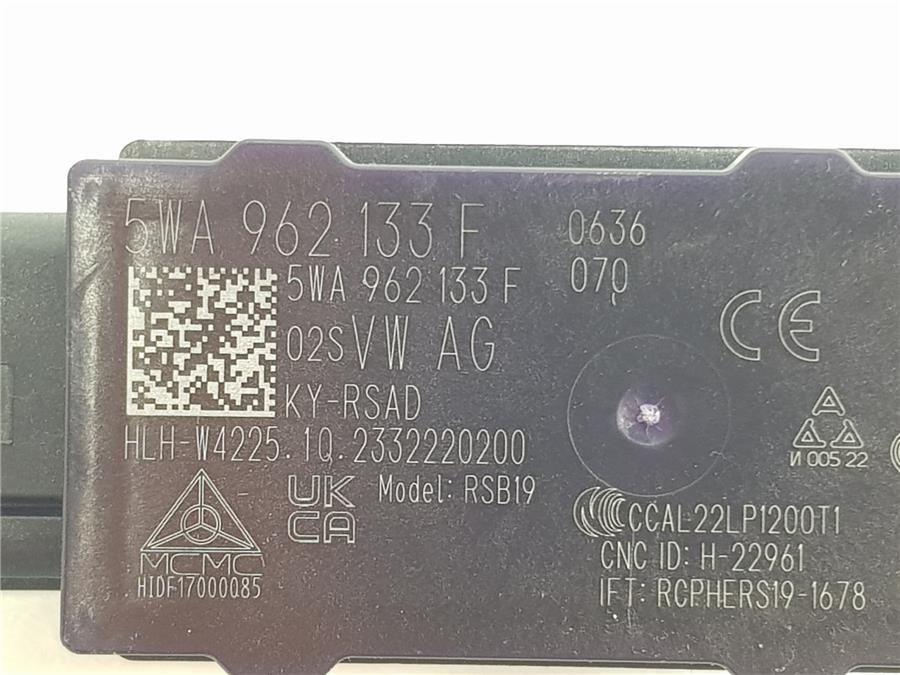 5WA 962 133 F
0636
070
5WA 962 133 F
02S VW AG
KY-RSAD
HLH-W4225.1Q.2332220200
CE
И 005 22
UK
CA
Model: RSB19
MCMC
HIDF17000085
CCAL22LP1200T1
CNC ID: H-22961
IFT: RCPHERS19-1678